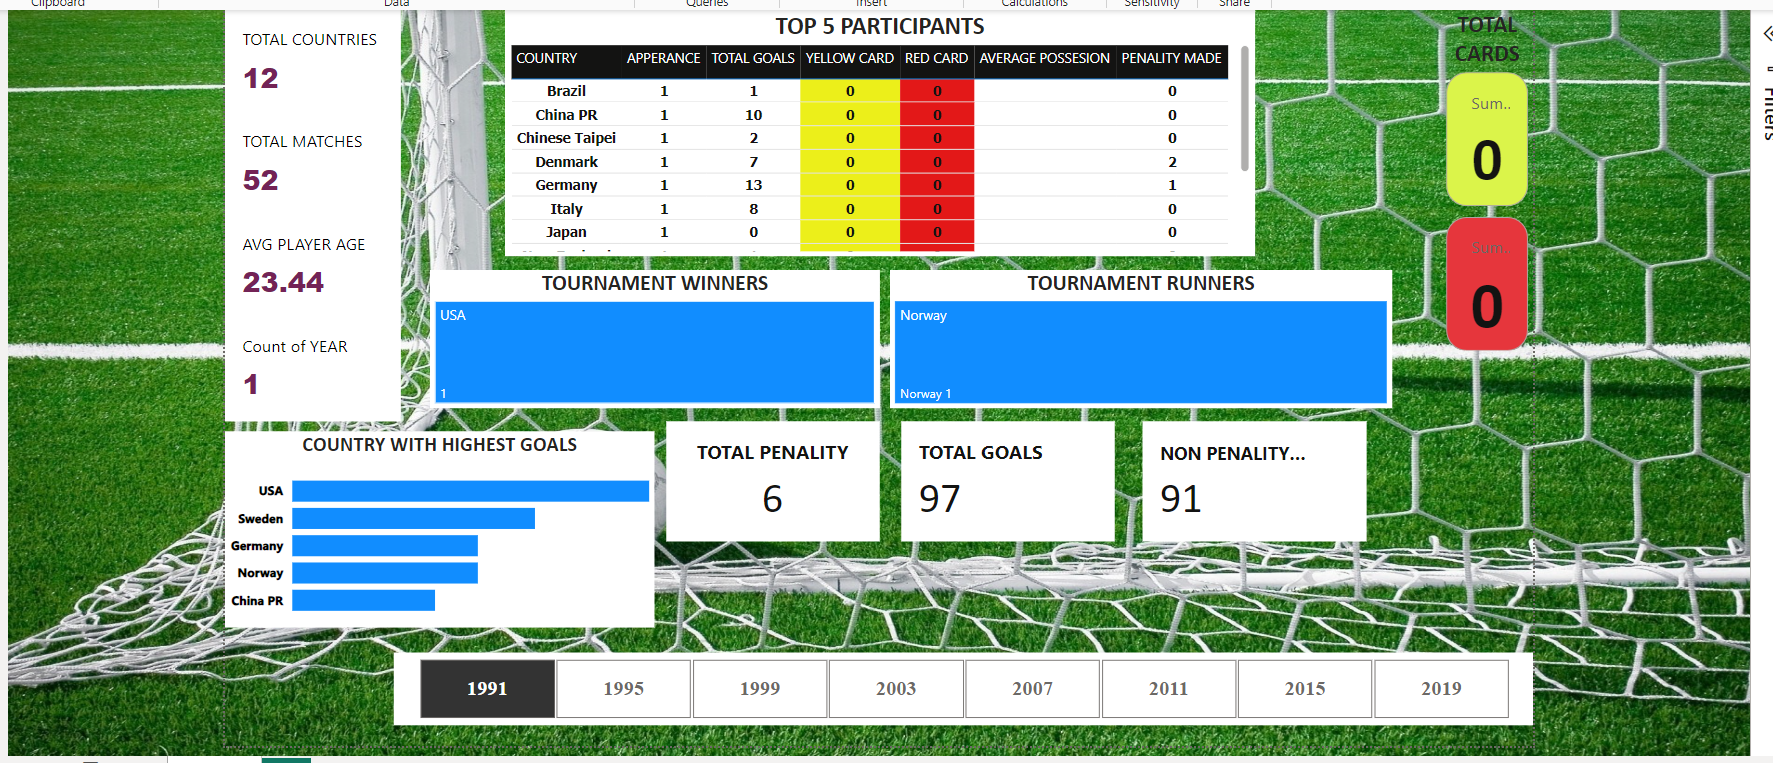 Clipboard Data Queries Insert Calculations Sensitivity Share
TOTAL COUNTRIES
12
TOTAL MATCHES
52
AVG PLAYER AGE
23.44
Count of YEAR
1
TOP 5 PARTICIPANTS
COUNTRY APPERANCE TOTAL GOALS YELLOW CARD RED CARD AVERAGE POSSESION PENALITY MADE
Brazil 1 1 0 0 0
China PR 1 10 0 0 0
Chinese Taipei 1 2 0 0 0
Denmark 1 7 0 0 2
Germany 1 13 0 0 1
Italy 1 8 0 0 0
Japan 1 0 0 0 0
TOTAL
CARDS
Sum..
0
Sum..
0
Filters
TOURNAMENT WINNERS
USA
1
TOURNAMENT RUNNERS
Norway
Norway 1
COUNTRY WITH HIGHEST GOALS
USA
Sweden
Germany
Norway
China PR
TOTAL PENALITY
6
TOTAL GOALS
97
NON PENALITY...
91
1991 1995 1999 2003 2007 2011 2015 2019